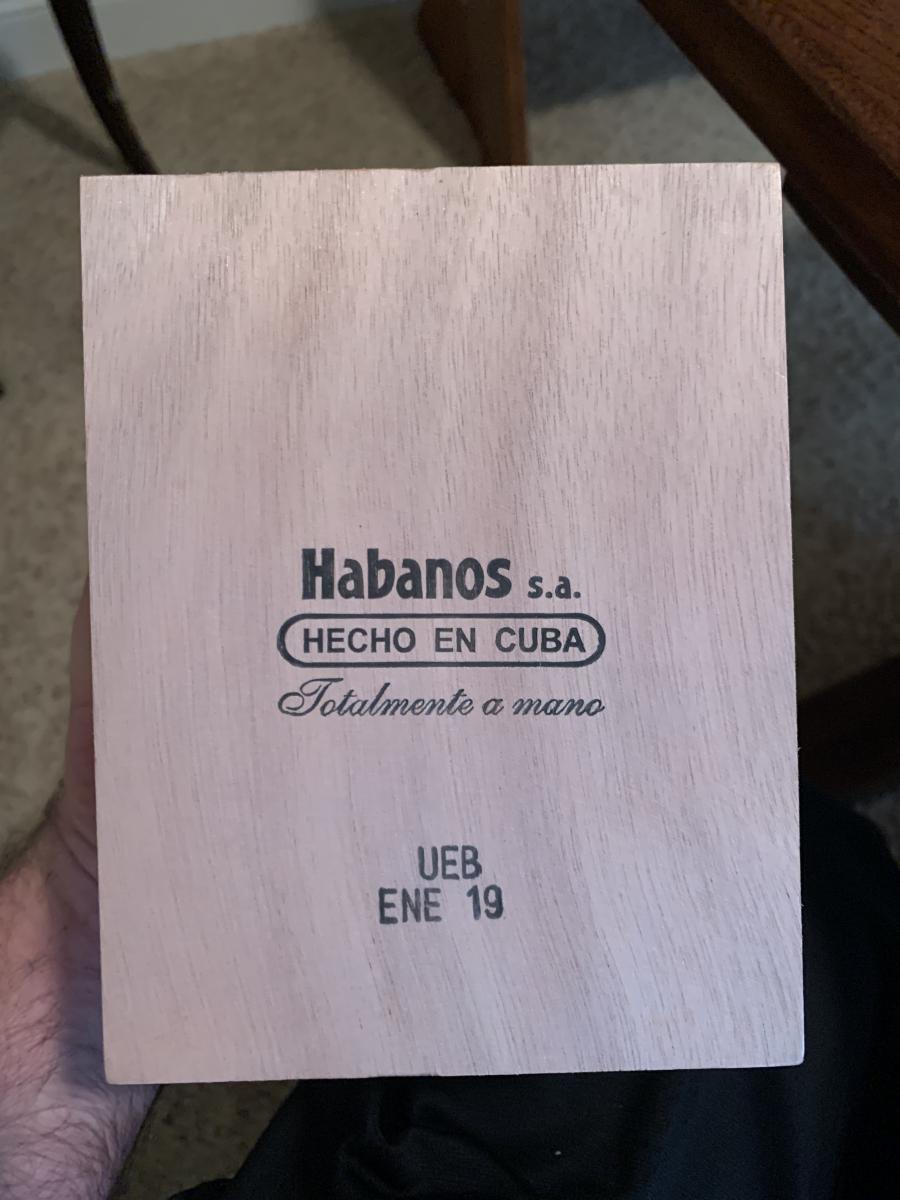 Habanos s.a.
HECHO EN CUBA
Totalmente a mano
UEB
ENE 19